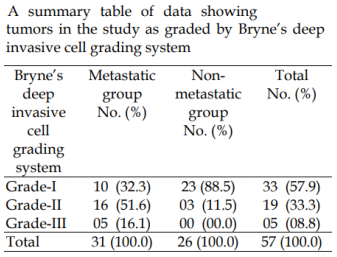 A summary table of data showing
tumors in the study as graded by Bryne's deep
invasive cell grading system
Bryne's Metastatic Non- Total
deep group metastatic No. (%)
invasive No. (%) group
cell No. (%)
grading
system
Grade-I 10 (32.3) 23 (88.5) 33 (57.9)
Grade-II 16 (51.6) 03 (11.5) 19 (33.3)
Grade-III 05 (16.1) 00 (00.0) 05 (08.8)
Total 31 (100.0) 26 (100.0) 57 (100.0)